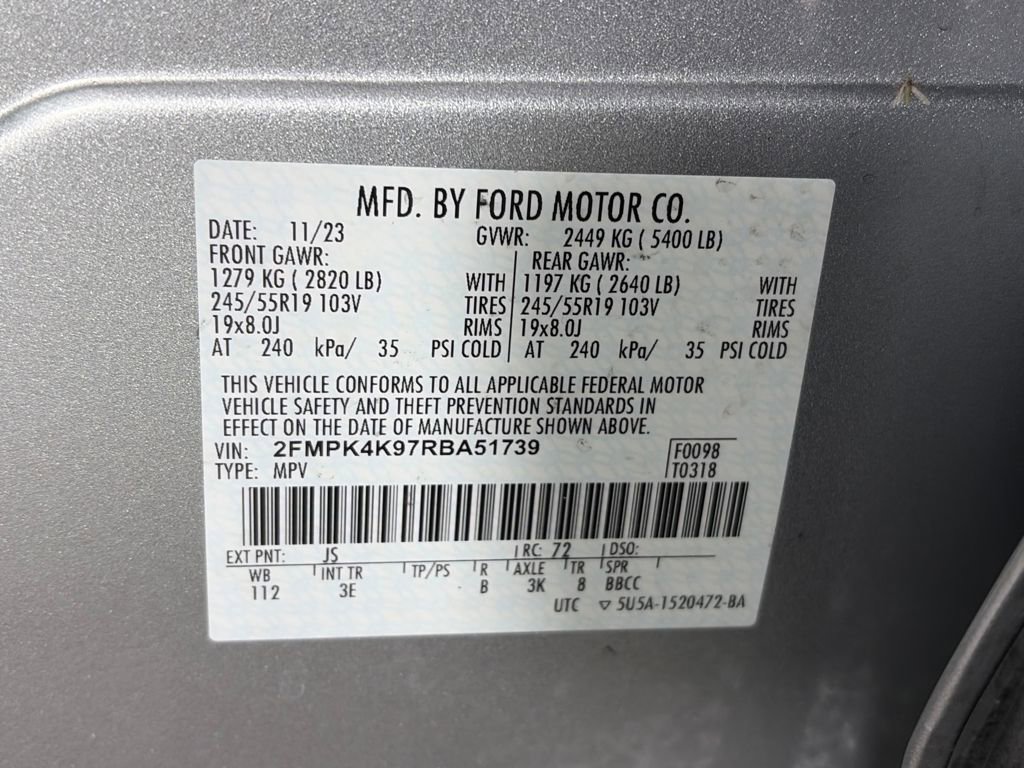 MFD. BY FORD MOTOR CO.
DATE: 11/23 GVWR: 2449 KG ( 5400 LB)
FRONT GAWR: REAR GAWR:
1279 KG ( 2820 LB) WITH 1197 KG ( 2640 LB) WITH
245/55R19 103V TIRES 245/55R19 103V TIRES
19x8.0J RIMS 19x8.0J RIMS
AT 240 kPa/ 35 PSI COLD AT 240 kPa/ 35 PSI COLD
THIS VEHICLE CONFORMS TO ALL APPLICABLE FEDERAL MOTOR
VEHICLE SAFETY AND THEFT PREVENTION STANDARDS IN
EFFECT ON THE DATE OF MANUFACTURE SHOWN ABOVE.
VIN: 2FMPK4K97RBA51739 F0098
TYPE: MPV T0318
EXT PNT: JS RC: 72 DSO:
WB INT TR TP/PS R AXLE TR SPR
112 3E B 3K 8 BBCC
UTC ▽ 5U5A-1520472-BA